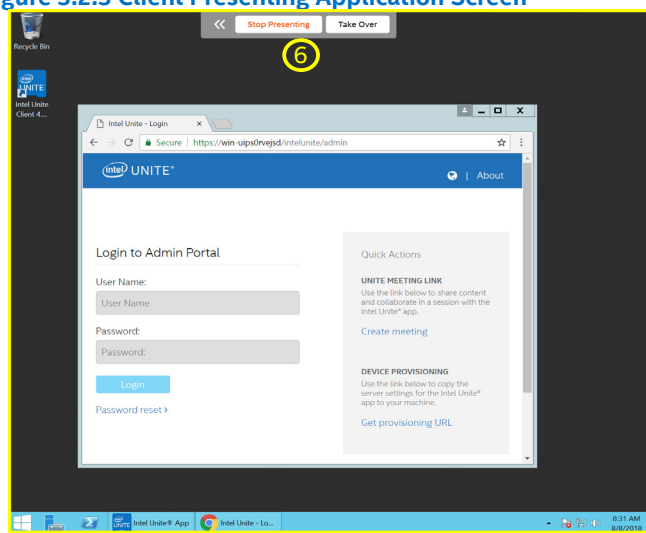 gure 3.2.3 Client Presenting Application Screen
Stop Presenting
Take Over
6
Recycle Bin
intel
UNITE
Intel Unite
Client 4...
Intel Unite - Login
Secure | https://win-uips0rvejsd/intelunite/admin
intel UNITE®
| About
Login to Admin Portal
User Name:
User Name
Password:
Password:
Login
Password reset >
Quick Actions
UNITE MEETING LINK
Use the link below to share content
and collaborate in a session with the
Intel Unite® app.
Create meeting
DEVICE PROVISIONING
Use the link below to copy the
server settings for the Intel Unite®
app to your machine.
Get provisioning URL
UNITE
Intel Unite® App
Intel Unite - Lo...
8:31 AM
8/8/2018